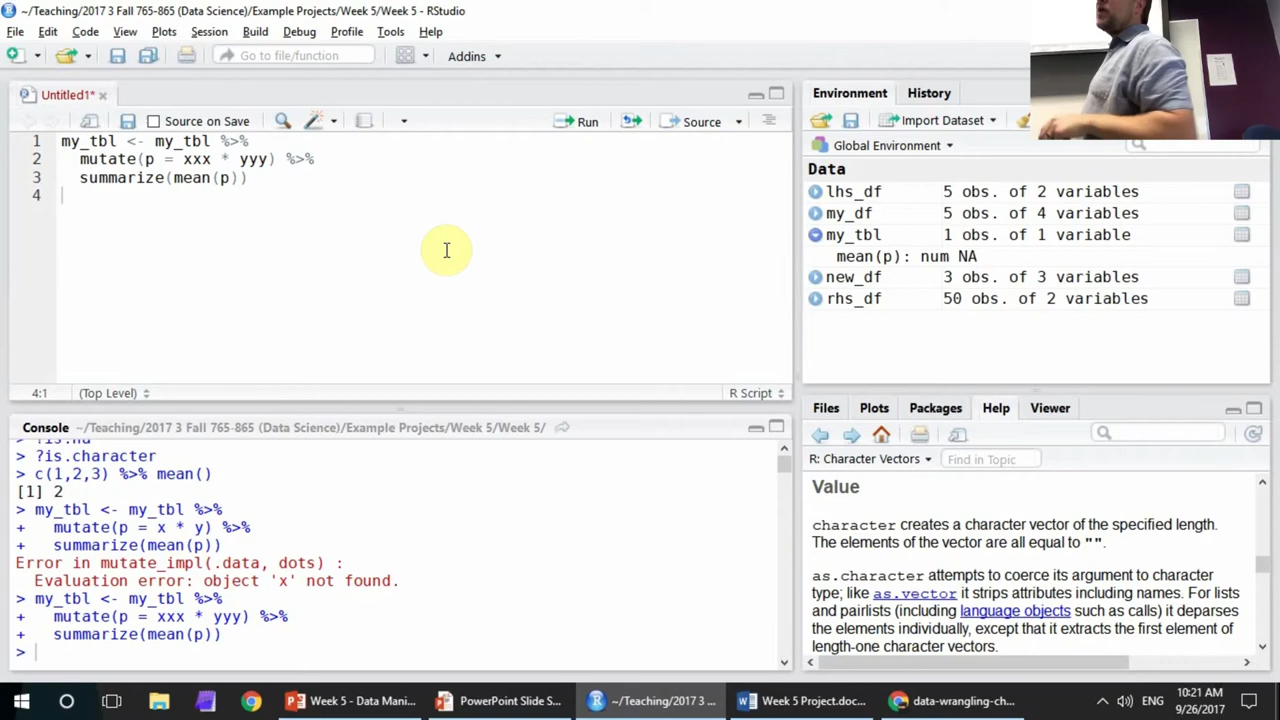 ~/Teaching/2017 3 Fall 765-865 (Data Science)/Example Projects/Week 5/Week 5 - RStudio
File Edit Code View Plots Session Build Debug Profile Tools Help
Go to file/function Addins
Untitled1*
Source on Save Run Source
1 my_tbl <- my_tbl %>%
2 mutate(p = xxx * yyy) %>%
3 summarize(mean(p))
4
4:1 (Top Level) R Script
Console ~/Teaching/2017 3 Fall 765-865 (Data Science)/Example Projects/Week 5/Week 5/
> ?is.na
> ?is.character
> c(1,2,3) %>% mean()
[1] 2
> my_tbl <- my_tbl %>%
+ mutate(p = x * y) %>%
+ summarize(mean(p))
Error in mutate_impl(.data, dots) :
Evaluation error: object 'x' not found.
> my_tbl <- my_tbl %>%
+ mutate(p = xxx * yyy) %>%
+ summarize(mean(p))
>
Environment History
Import Dataset
Global Environment
Data
lhs_df 5 obs. of 2 variables
my_df 5 obs. of 4 variables
my_tbl 1 obs. of 1 variable
mean(p): num NA
new_df 3 obs. of 3 variables
rhs_df 50 obs. of 2 variables
Files Plots Packages Help Viewer
R: Character Vectors Find in Topic
Value
character creates a character vector of the specified length.
The elements of the vector are all equal to "".
as.character attempts to coerce its argument to character
type; like as.vector it strips attributes including names. For lists
and pairlists (including language objects such as calls) it deparses
the elements individually, except that it extracts the first element of
length-one character vectors.
Week 5 - Data Mani... PowerPoint Slide S... ~/Teaching/2017 3 ... Week 5 Project.doc... data-wrangling-ch... ENG 10:21 AM
9/26/2017